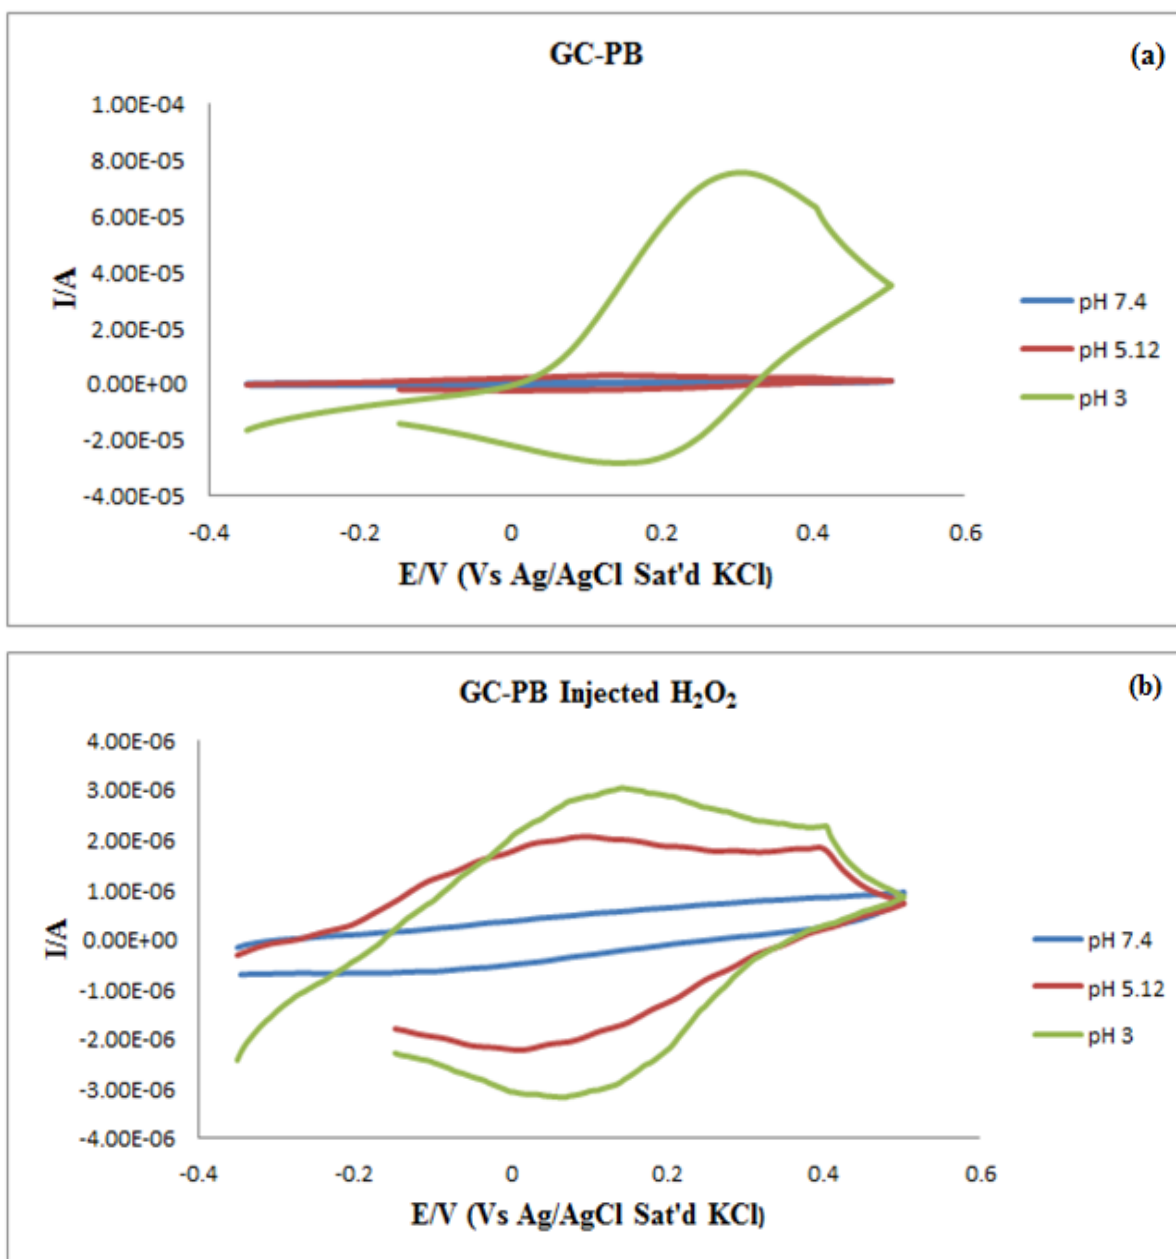 GC-PB
(a)
1.00E-04
8.00E-05
6.00E-05
4.00E-05
2.00E-05
0.00E+00
-2.00E-05
-4.00E-05
I/A
-0.4 -0.2 0 0.2 0.4 0.6
E/V (Vs Ag/AgCl Sat'd KCl)
pH 7.4
pH 5.12
pH 3
GC-PB Injected H₂O₂
(b)
4.00E-06
3.00E-06
2.00E-06
1.00E-06
0.00E+00
-1.00E-06
-2.00E-06
-3.00E-06
-4.00E-06
I/A
-0.4 -0.2 0 0.2 0.4 0.6
E/V (Vs Ag/AgCl Sat'd KCl)
pH 7.4
pH 5.12
pH 3